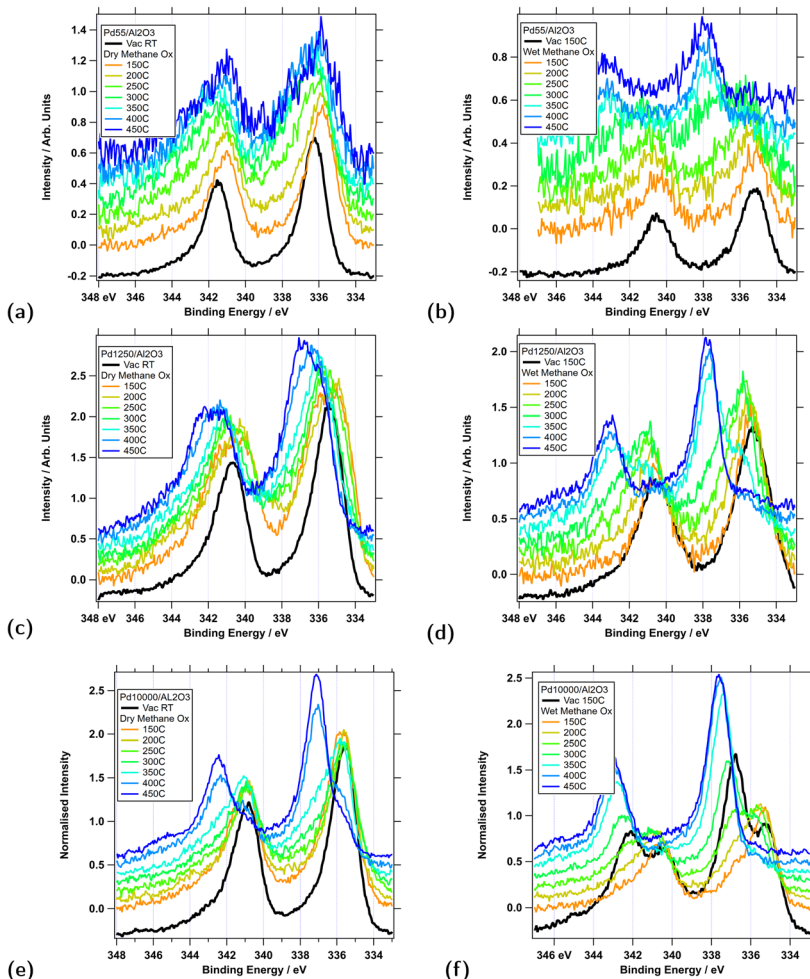 Pd55/Al2O3
Vac RT
Dry Methane Ox
150C
200C
250C
300C
350C
400C
450C
1.4
1.2
1.0
0.8
0.6
0.4
0.2
0.0
-0.2
Intensity / Arb. Units
348 eV 346 344 342 340 338 336 334
Binding Energy / eV
(a)
Pd55/Al2O3
Vac 150C
Wet Methane Ox
150C
200C
250C
300C
350C
400C
450C
0.8
0.6
0.4
0.2
0.0
-0.2
Intensity / Arb. Units
348 eV 346 344 342 340 338 336 334
Binding Energy / eV
(b)
Pd1250/Al2O3
Vac RT
Dry Methane Ox
150C
200C
250C
300C
350C
400C
450C
2.5
2.0
1.5
1.0
0.5
0.0
Intensity / Arb. Units
348 eV 346 344 342 340 338 336 334
Binding Energy / eV
(c)
Pd1250/Al2O3
Vac 150C
Wet Methane Ox
150C
200C
250C
300C
350C
400C
450C
2.0
1.5
1.0
0.5
0.0
Intensity / Arb. Units
348 eV 346 344 342 340 338 336 334
Binding Energy / eV
(d)
Pd10000/AL2O3
Vac RT
Dry Methane Ox
150C
200C
250C
300C
350C
400C
450C
2.5
2.0
1.5
1.0
0.5
0.0
Normalised Intensity
348 346 344 342 340 338 336 334
Binding Energy / eV
(e)
Pd10000/Al2O3
Vac 150C
Wet Methane Ox
150C
200C
250C
300C
350C
400C
450C
2.5
2.0
1.5
1.0
0.5
0.0
Normalised Intensity
346 eV 344 342 340 338 336 334
Binding Energy / eV
(f)